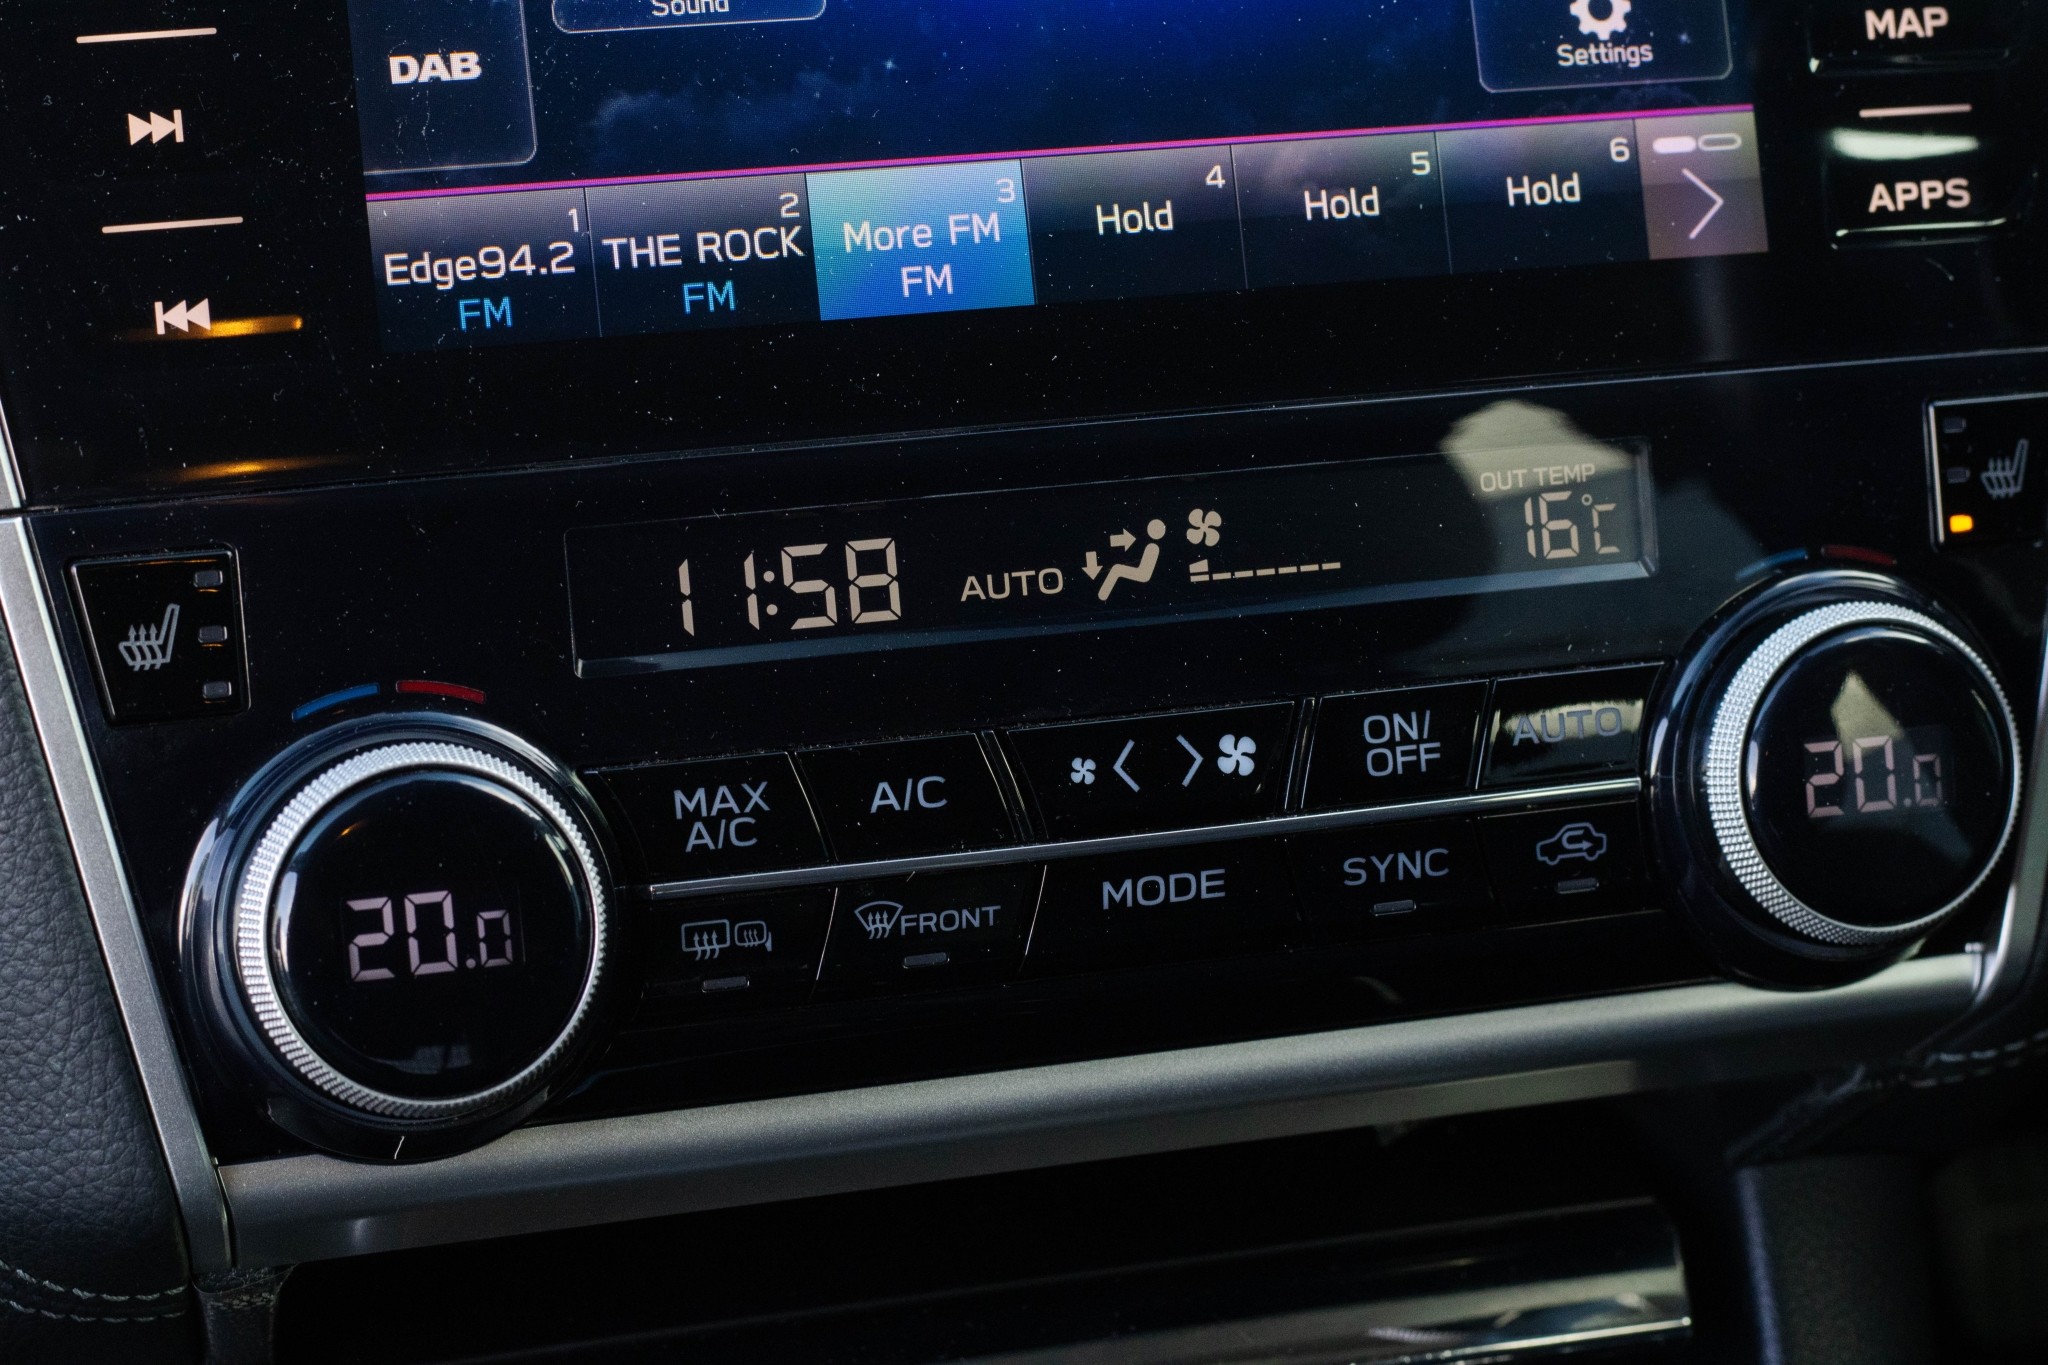 Sound
DAB
Settings
MAP
APPS
1
Edge94.2
FM
2
THE ROCK
FM
3
More FM
FM
4
Hold
5
Hold
6
Hold
11:58
AUTO
OUT TEMP
16°C
MAX
A/C
A/C
ON/
OFF
AUTO
20.0
FRONT
MODE
SYNC
20.0